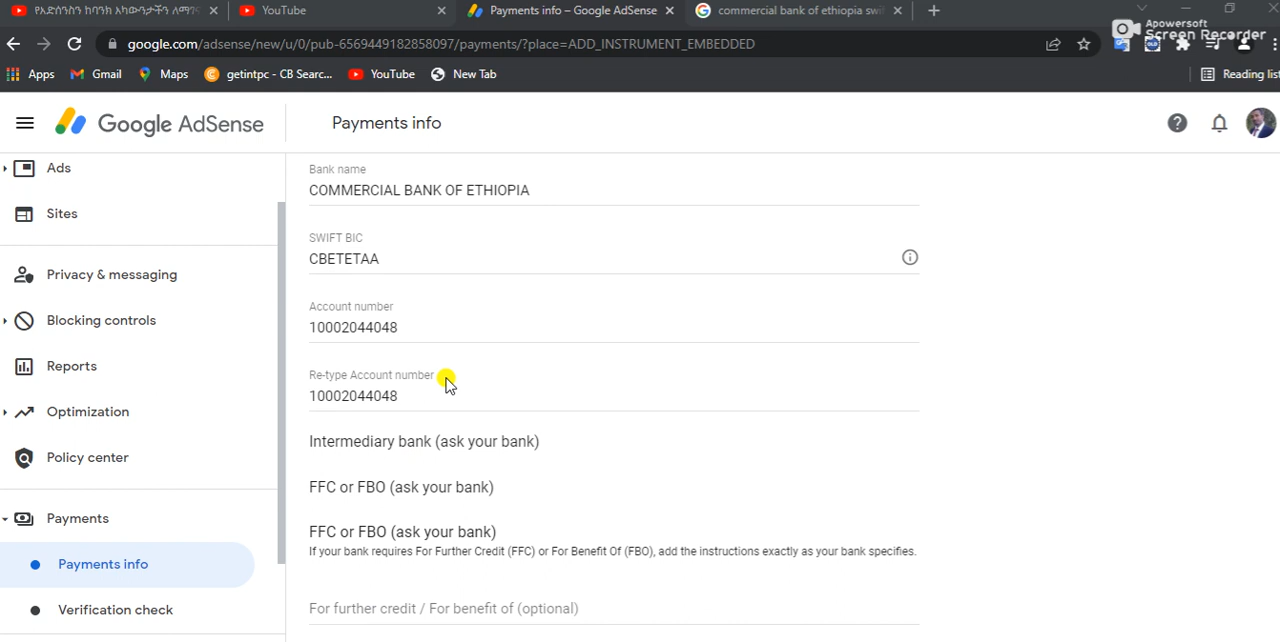 የአድሰንስን ከባንክ አካውንታችን ለማገና
YouTube
Payments info – Google AdSense
commercial bank of ethiopia swi
google.com/adsense/new/u/0/pub-6569449182858097/payments/?place=ADD_INSTRUMENT_EMBEDDED
Apowersoft
Screen Recorder
Apps
Gmail
Maps
getintpc - CB Searc...
YouTube
New Tab
Reading list
Google AdSense
Payments info
Ads
Sites
Privacy & messaging
Blocking controls
Reports
Optimization
Policy center
Payments
Payments info
Verification check
Bank name
COMMERCIAL BANK OF ETHIOPIA
SWIFT BIC
CBETETAA
Account number
10002044048
Re-type Account number
10002044048
Intermediary bank (ask your bank)
FFC or FBO (ask your bank)
FFC or FBO (ask your bank)
If your bank requires For Further Credit (FFC) or For Benefit Of (FBO), add the instructions exactly as your bank specifies.
For further credit / For benefit of (optional)